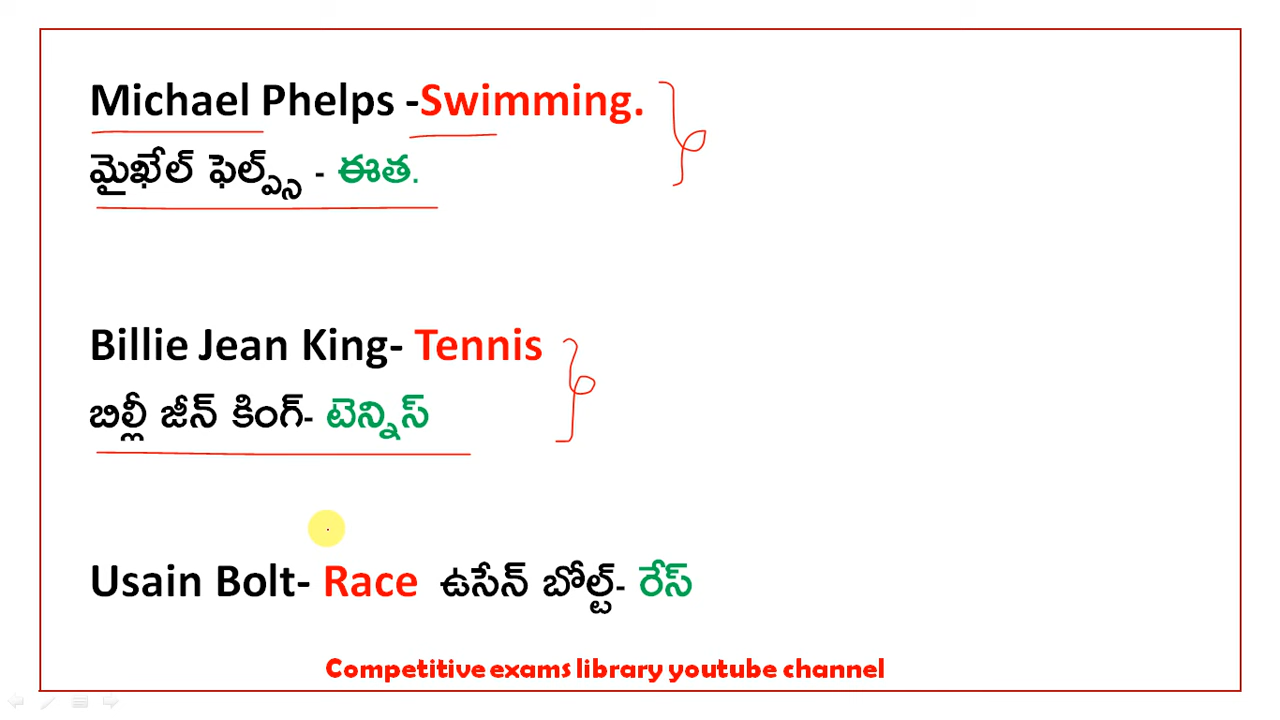 Michael Phelps -Swimming.
మైఖేల్ ఫెల్ప్స్ - ఈత.
Billie Jean King- Tennis
బిల్లీ జీన్ కింగ్- టెన్నిస్
Usain Bolt- Race ఉసేన్ బోల్ట్- రేస్
Competitive exams library youtube channel